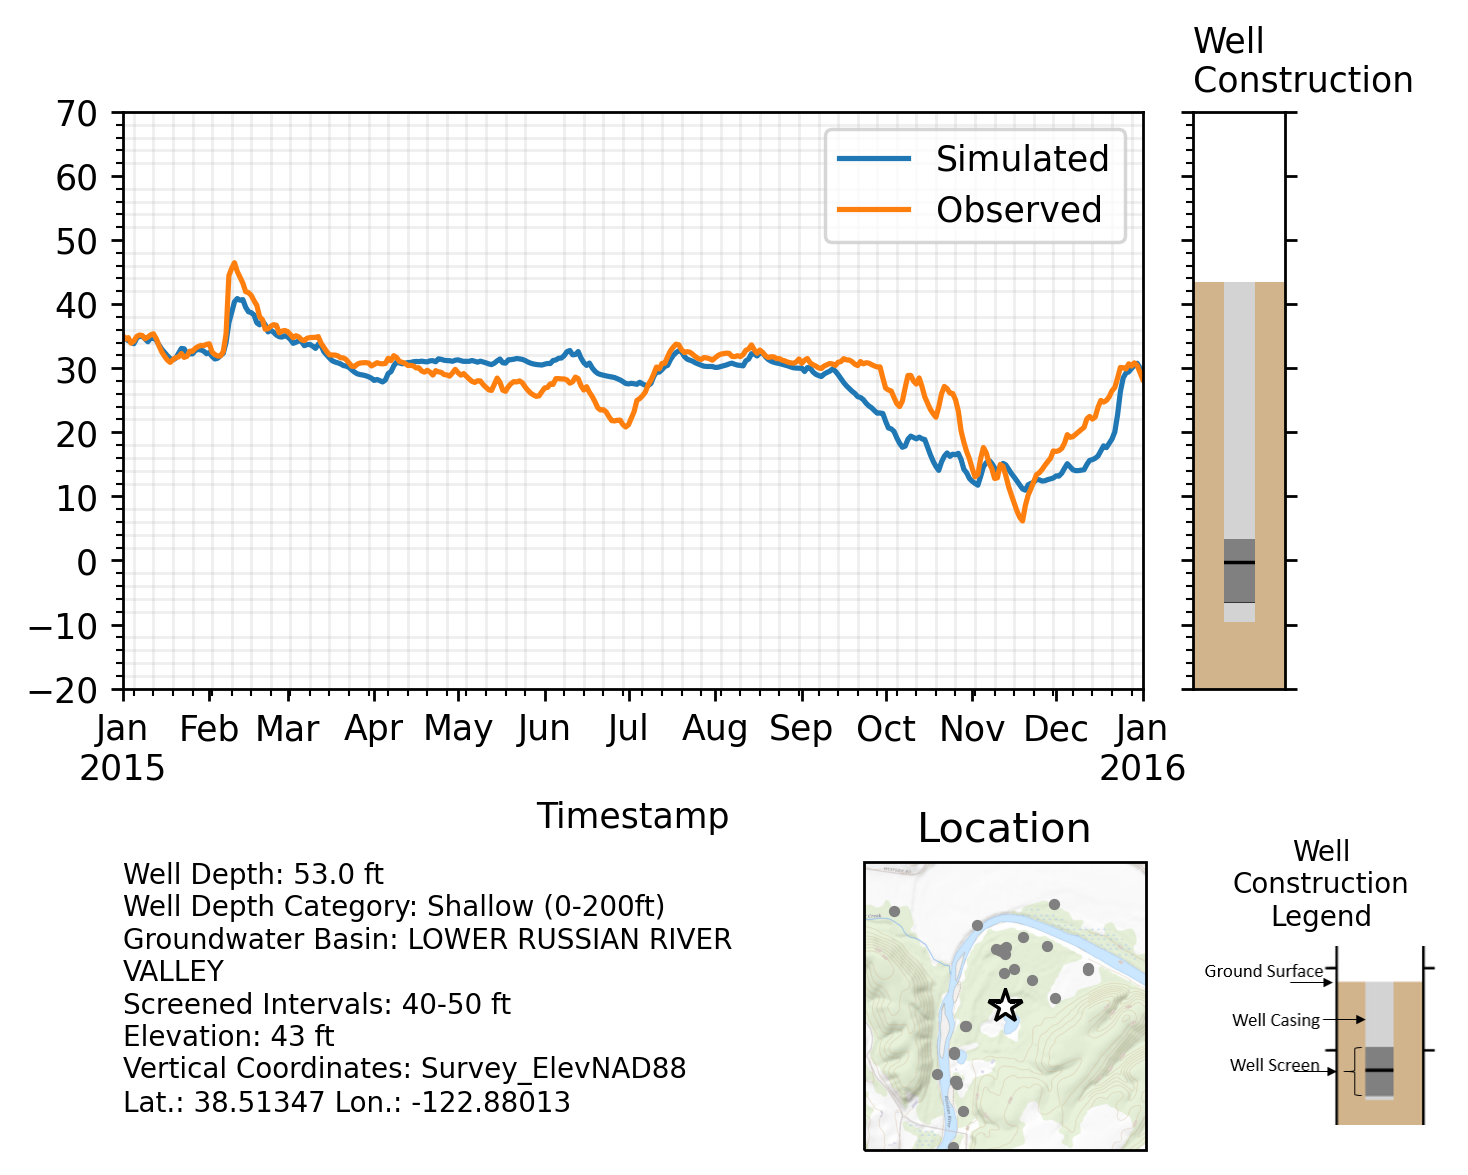 Well
Construction
70
60
50
40
30
20
10
0
−10
−20
Simulated
Observed
Jan Feb Mar Apr May Jun Jul Aug Sep Oct Nov Dec Jan
2015 2016
Timestamp
Location
Well
Construction
Legend
Ground Surface
Well Casing
Well Screen
Well Depth: 53.0 ft
Well Depth Category: Shallow (0-200ft)
Groundwater Basin: LOWER RUSSIAN RIVER
VALLEY
Screened Intervals: 40-50 ft
Elevation: 43 ft
Vertical Coordinates: Survey_ElevNAD88
Lat.: 38.51347 Lon.: -122.88013